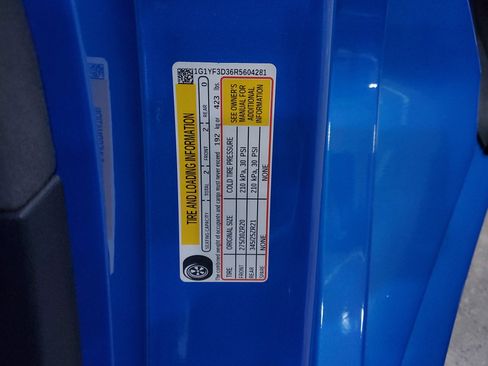 1G1YF3D36R5604281
TIRE AND LOADING INFORMATION
SEATING CAPACITY TOTAL 2 FRONT 2 REAR 0
The combined weight of occupants and cargo must never exceed 192 kg or 423 lbs
TIRE ORIGINAL SIZE COLD TIRE PRESSURE
FRONT 275/30ZR20 210 kPa, 30 PSI
REAR 345/25ZR21 210 kPa, 30 PSI
SPARE NONE NONE
SEE OWNER'S
MANUAL FOR
ADDITIONAL
INFORMATION